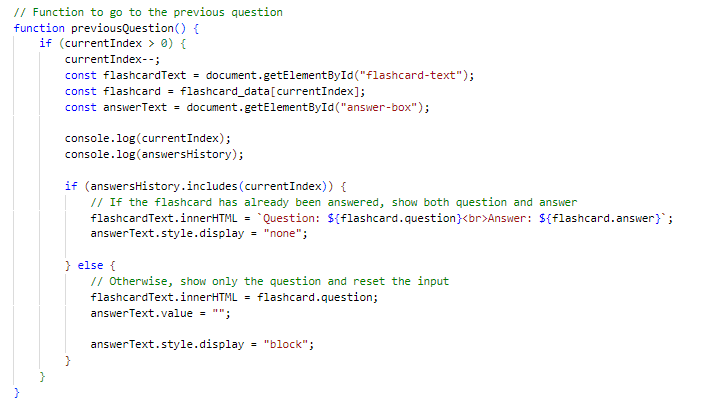 // Function to go to the previous question
function previousQuestion() {
if (currentIndex > 0) {
currentIndex--;
const flashcardText = document.getElementById("flashcard-text");
const flashcard = flashcard_data[currentIndex];
const answerText = document.getElementById("answer-box");
console.log(currentIndex);
console.log(answersHistory);
if (answersHistory.includes(currentIndex)) {
// If the flashcard has already been answered, show both question and answer
flashcardText.innerHTML = `Question: ${flashcard.question}<br>Answer: ${flashcard.answer}`;
answerText.style.display = "none";
} else {
// Otherwise, show only the question and reset the input
flashcardText.innerHTML = flashcard.question;
answerText.value = "";
answerText.style.display = "block";
}
}
}